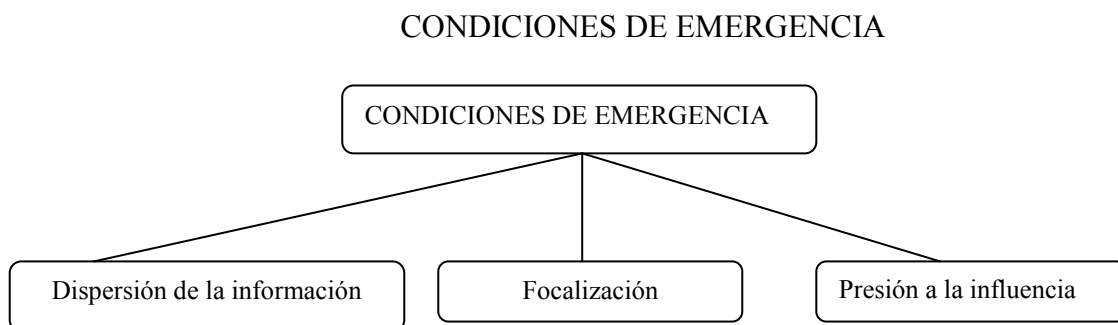 CONDICIONES DE EMERGENCIA
CONDICIONES DE EMERGENCIA
Dispersión de la información
Focalización
Presión a la influencia